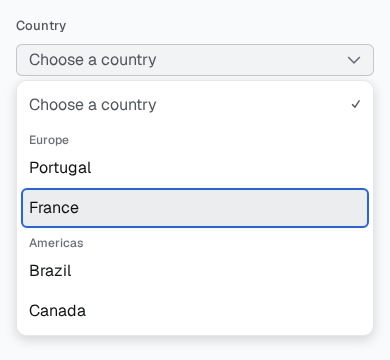 Country
Choose a country
Choose a country
Europe
Portugal
France
Americas
Brazil
Canada